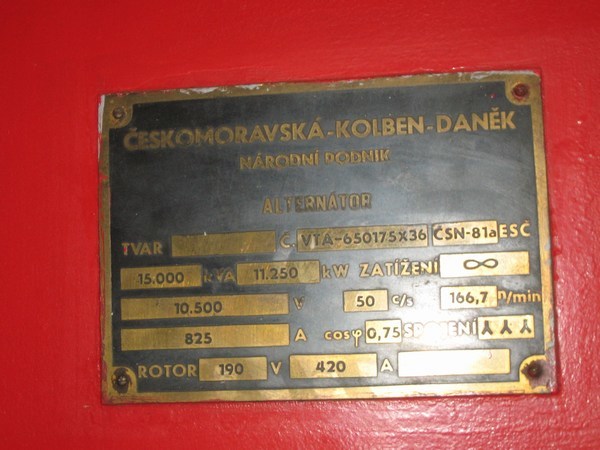 ČESKOMORAVSKÁ-KOLBEN-DANĚK
NÁRODNÍ PODNIK
ALTERNÁTOR
TVAR Č. VTA-650175X36 ČSN-81a ESČ
15.000 kVA 11.250 kW ZATÍŽENÍ ∞
10.500 V 50 c/s 166,7 n/min
825 A cosφ 0,75 SPOJENÍ
ROTOR 190 V 420 A